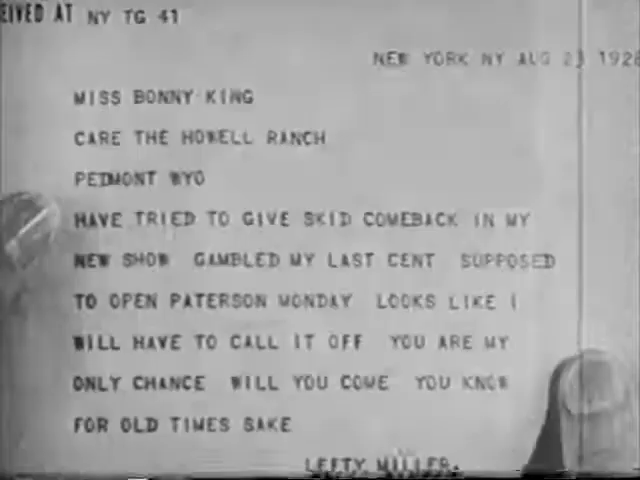 EIVED AT NY TG 41
NEW YORK NY AUG 23 1928
MISS BONNY KING
CARE THE HOWELL RANCH
PEDMONT WYO
HAVE TRIED TO GIVE SKID COMEBACK IN MY
NEW SHOW GAMBLED MY LAST CENT SUPPOSED
TO OPEN PATERSON MONDAY LOOKS LIKE I
WILL HAVE TO CALL IT OFF YOU ARE MY
ONLY CHANCE WILL YOU COME YOU KNOW
FOR OLD TIMES SAKE
LEFTY MILLER.